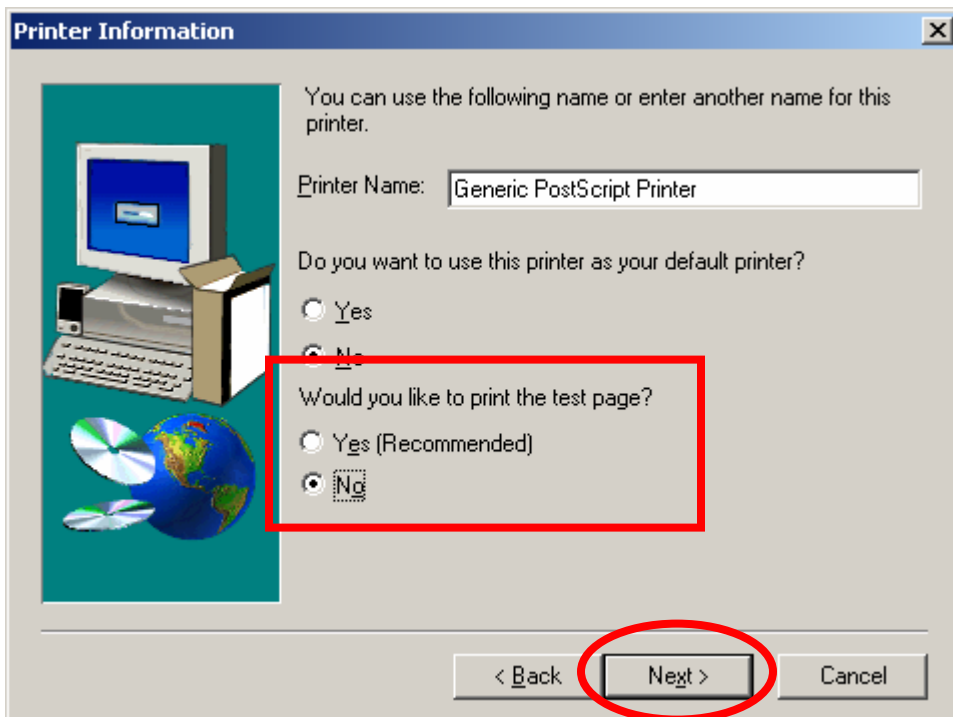 Printer Information
You can use the following name or enter another name for this
printer.
Printer Name: Generic PostScript Printer
Do you want to use this printer as your default printer?
Yes
No
Would you like to print the test page?
Yes (Recommended)
No
< Back Next > Cancel